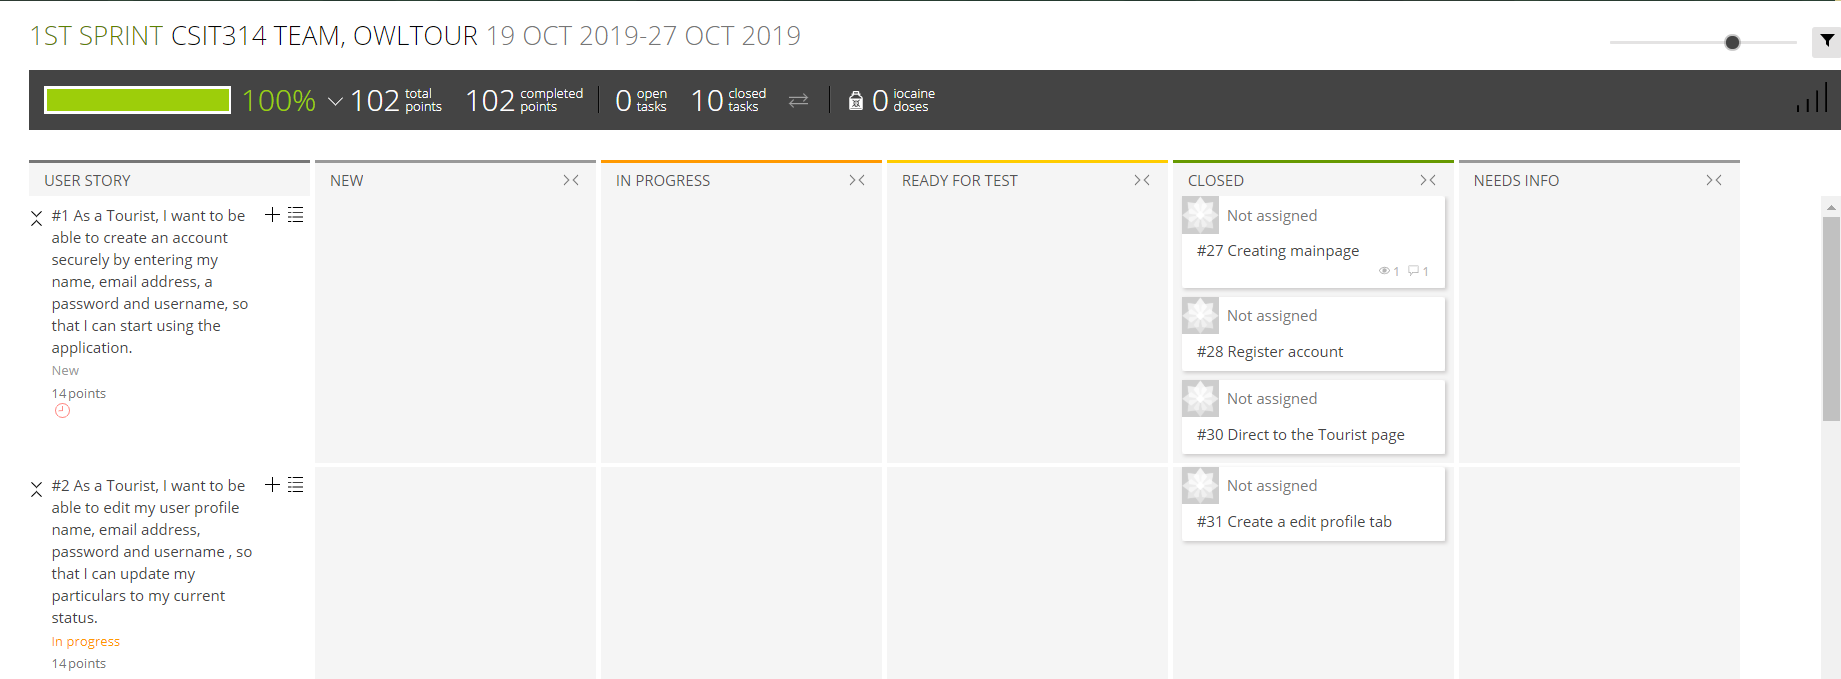 1ST SPRINT CSIT314 TEAM, OWLTOUR 19 OCT 2019-27 OCT 2019
100% 102 total points 102 completed points 0 open tasks 10 closed tasks 0 iocaine doses
USER STORY NEW IN PROGRESS READY FOR TEST CLOSED NEEDS INFO
#1 As a Tourist, I want to be
able to create an account
securely by entering my
name, email address, a
password and username, so
that I can start using the
application.
New
14 points
Not assigned
#27 Creating mainpage
1 1
Not assigned
#28 Register account
Not assigned
#30 Direct to the Tourist page
#2 As a Tourist, I want to be
able to edit my user profile
name, email address,
password and username , so
that I can update my
particulars to my current
status.
In progress
14 points
Not assigned
#31 Create a edit profile tab